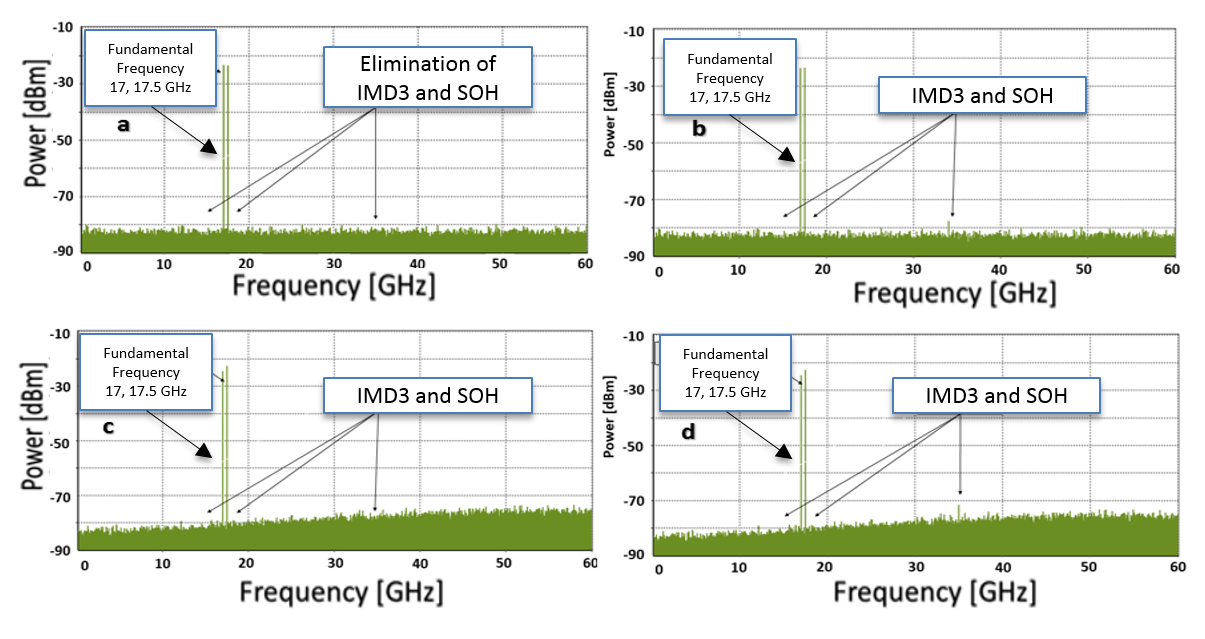 -10
-30
-50
-70
-90
Power [dBm]
Fundamental
Frequency
17, 17.5 GHz
Elimination of
IMD3 and SOH
a
0 10 20 30 40 50 60
Frequency [GHz]
-10
-30
-50
-70
-90
Power [dBm]
Fundamental
Frequency
17, 17.5 GHz
IMD3 and SOH
b
0 10 20 30 40 50 60
Frequency [GHz]
-10
-30
-50
-70
-90
Power [dBm]
Fundamental
Frequency
17, 17.5 GHz
IMD3 and SOH
c
0 10 20 30 40 50 60
Frequency [GHz]
-10
-30
-50
-70
-90
Power [dBm]
Fundamental
Frequency
17, 17.5 GHz
IMD3 and SOH
d
0 10 20 30 40 50 60
Frequency [GHz]